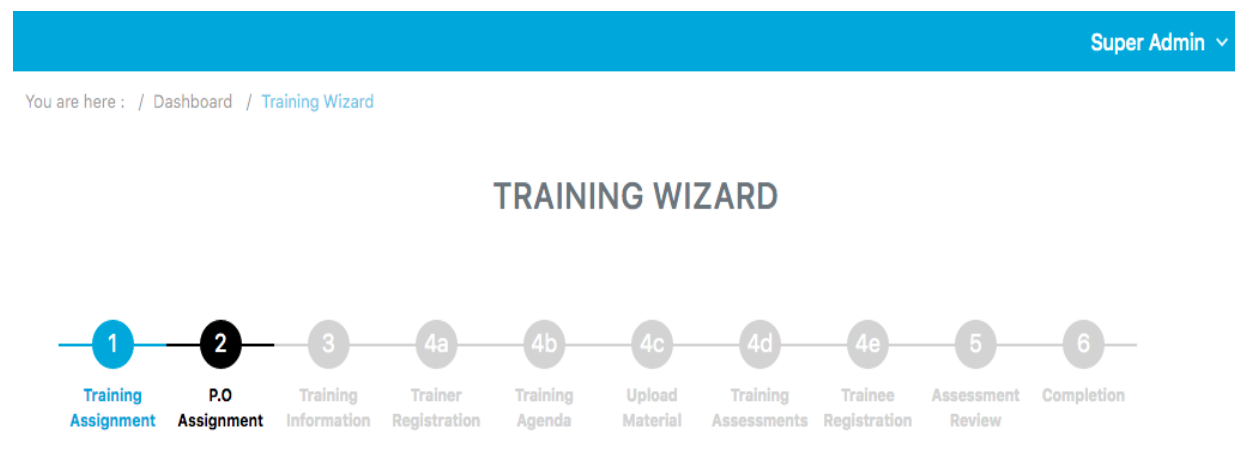 Super Admin
You are here : / Dashboard / Training Wizard
TRAINING WIZARD
1 2 3 4a 4b 4c 4d 4e 5 6
Training P.O Training Trainer Training Upload Training Trainee Assessment Completion
Assignment Assignment Information Registration Agenda Material Assessments Registration Review